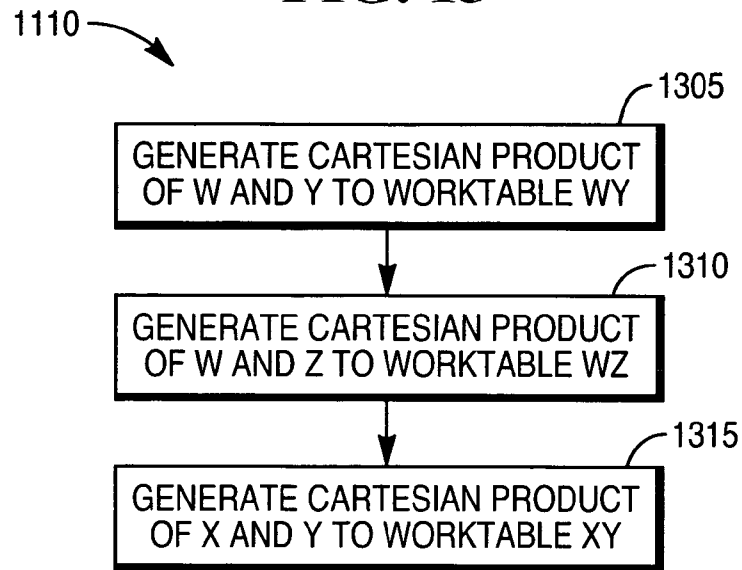 1110
1305
GENERATE CARTESIAN PRODUCT
OF W AND Y TO WORKTABLE WY
1310
GENERATE CARTESIAN PRODUCT
OF W AND Z TO WORKTABLE WZ
1315
GENERATE CARTESIAN PRODUCT
OF X AND Y TO WORKTABLE XY